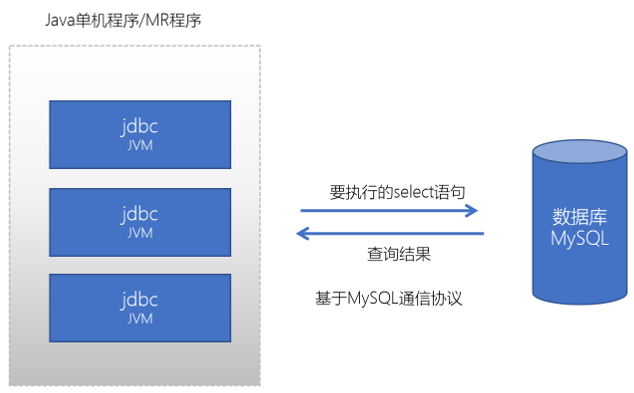 Java单机程序/MR程序
jdbc
JVM
jdbc
JVM
jdbc
JVM
要执行的select语句
查询结果
基于MySQL通信协议
数据库
MySQL